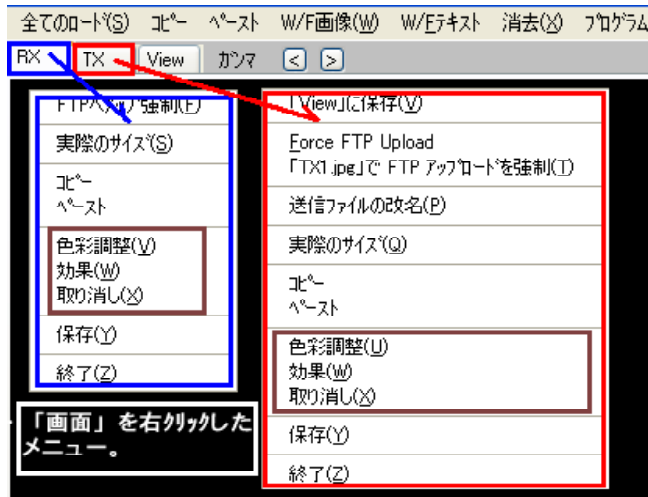 全てのロード(S) コピー ペースト W/F画像(W) W/Fテキスト 消去(X) プログラム
RX TX View ガンマ < >
実際のサイズ(S)
コピー
ペースト
色彩調整(V)
効果(W)
取り消し(X)
保存(Y)
終了(Z)
「View」に保存(V)
Force FTP Upload
「TX1.jpg」で FTP アップロードを強制(T)
送信ファイルの改名(P)
実際のサイズ(Q)
コピー
ペースト
色彩調整(U)
効果(W)
取り消し(X)
保存(Y)
終了(Z)
「画面」を右クリックした
メニュー。